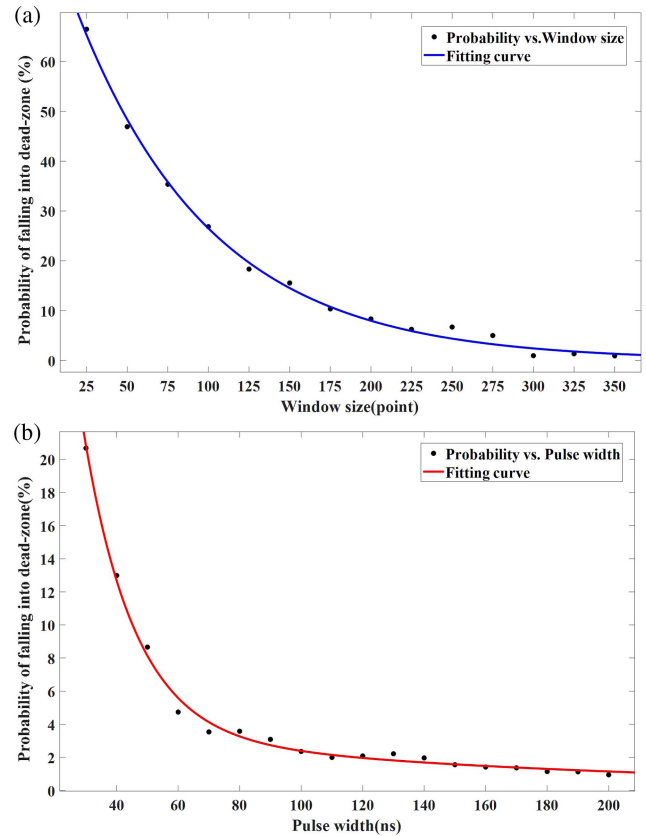 (a)
Probability of falling into dead-zone (%)
60
50
40
30
20
10
0
Probability vs.Window size
Fitting curve
25 50 75 100 125 150 175 200 225 250 275 300 325 350
Window size(point)
(b)
Probability of falling into dead-zone(%)
20
18
16
14
12
10
8
6
4
2
0
Probability vs. Pulse width
Fitting curve
40 60 80 100 120 140 160 180 200
Pulse width(ns)